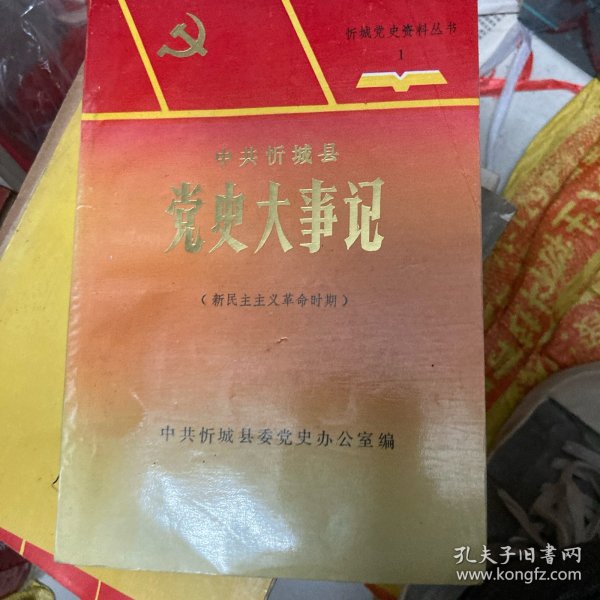 忻城党史资料丛书
1
中共忻城县
党史大事记
（新民主主义革命时期）
中共忻城县委党史办公室编
孔夫子旧书网
www.kongfz.com